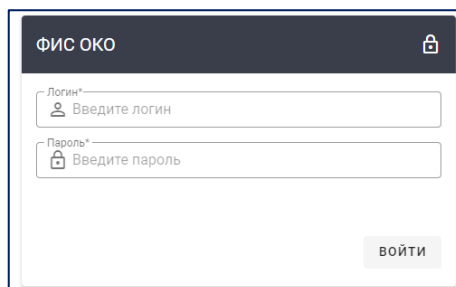 ФИС ОКО
Логин*
Введите логин
Пароль*
Введите пароль
ВОЙТИ